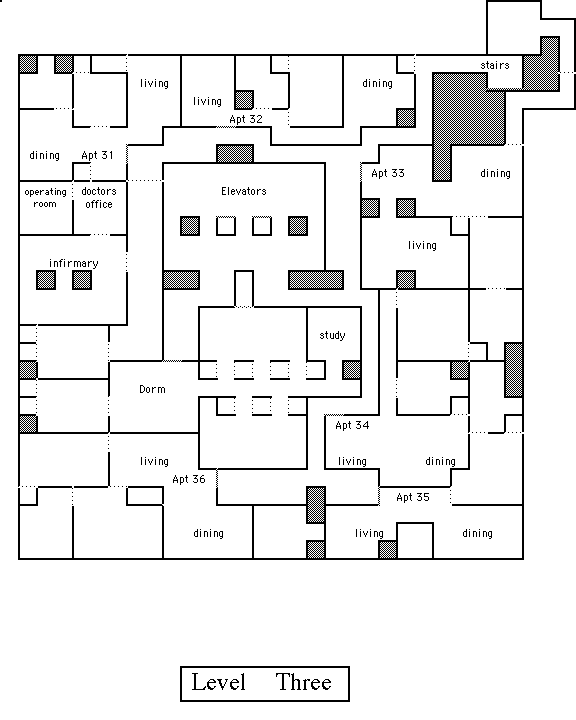 stairs
living
dining
living
Apt 32
dining
Apt 31
Apt 33
dining
operating
room
doctors
office
Elevators
living
infirmary
study
Dorm
Apt 34
living
living
dining
Apt 36
Apt 35
dining
living
dining
Level Three